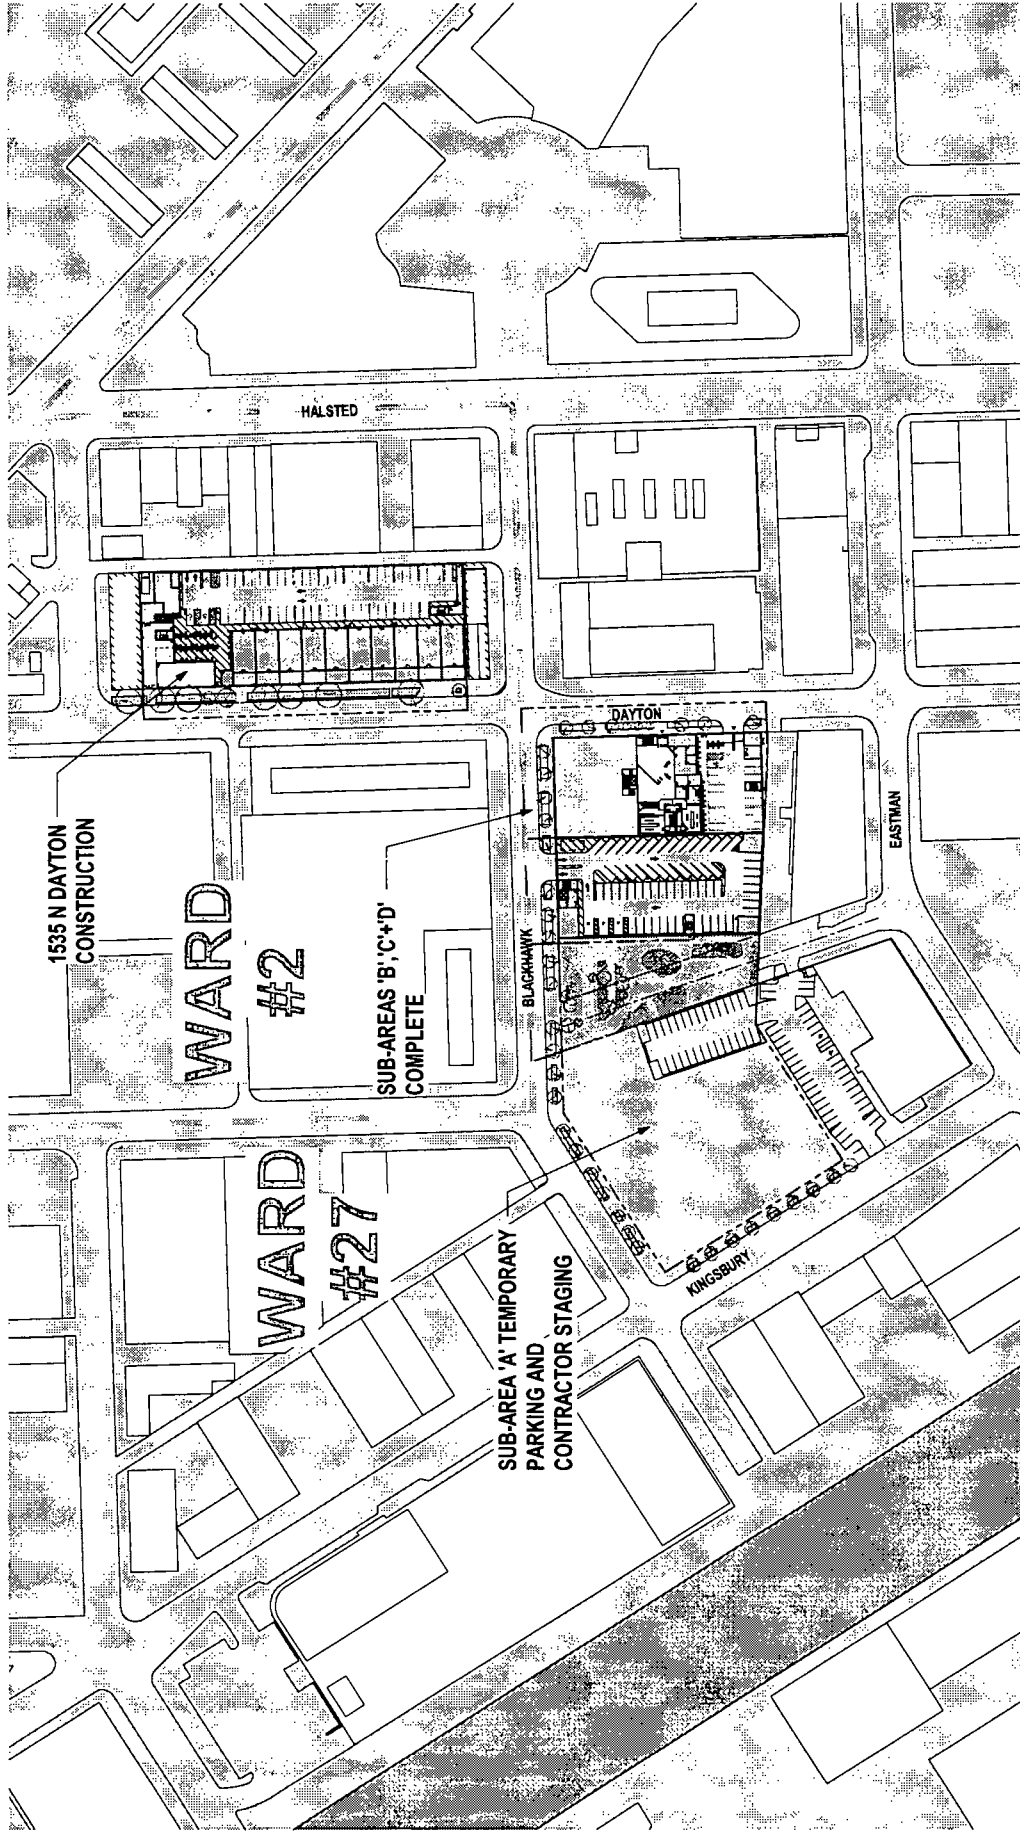 HALSTED
1535 N DAYTON
CONSTRUCTION
WARD
#2
SUB-AREAS 'B','C'+'D'
COMPLETE
DAYTON
BLACKHAWK
EASTMAN
WARD
#27
SUB-AREA 'A' TEMPORARY
PARKING AND
CONTRACTOR STAGING
KINGSBURY